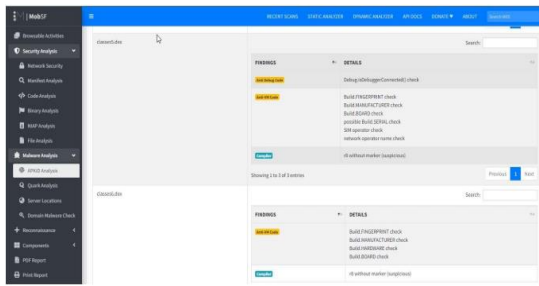 MobSF
RECENT SCANS STATIC ANALYZER DYNAMIC ANALYZER API DOCS DONATE ♥ ABOUT
Browsable Activities
Security Analysis
Network Security
Manifest Analysis
Code Analysis
Binary Analysis
NIAP Analysis
File Analysis
Malware Analysis
APKiD Analysis
Quark Analysis
Server Locations
Domain Malware Check
Reconnaissance
Components
PDF Report
Print Report
Search:
FINDINGS DETAILS
Anti Debug Code Debug.isDebuggerConnected() check
Anti-VM Code Build.FINGERPRINT check
Build.MANUFACTURER check
Build.BOARD check
possible Build.SERIAL check
SIM operator check
network operator name check
Compiler r8 without marker (suspicious)
Showing 1 to 3 of 3 entries Previous 1 Next
Search:
FINDINGS DETAILS
Anti-VM Code Build.FINGERPRINT check
Build.MANUFACTURER check
Build.HARDWARE check
Build.BOARD check
Compiler r8 without marker (suspicious)